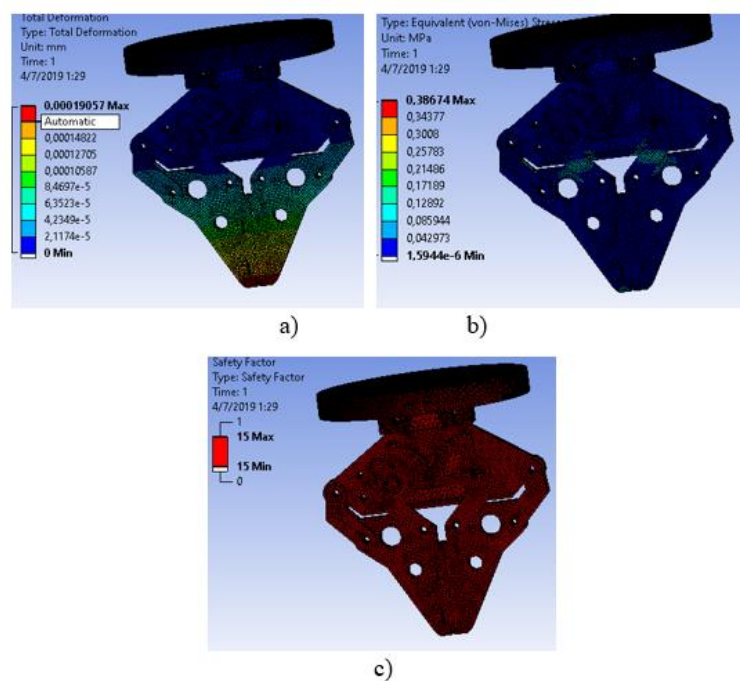 Total Deformation
Type: Total Deformation
Unit: mm
Time: 1
4/7/2019 1:29
0,00019057 Max
Automatic
0,00014822
0,00012705
0,00010587
8,4697e-5
6,3523e-5
4,2349e-5
2,1174e-5
0 Min
a)
Type: Equivalent (von-Mises) Stress
Unit: MPa
Time: 1
4/7/2019 1:29
0,38674 Max
0,34377
0,3008
0,25783
0,21486
0,17189
0,12892
0,085944
0,042973
1,5944e-6 Min
b)
Safety Factor
Type: Safety Factor
Time: 1
4/7/2019 1:29
1
15 Max
15 Min
0
c)